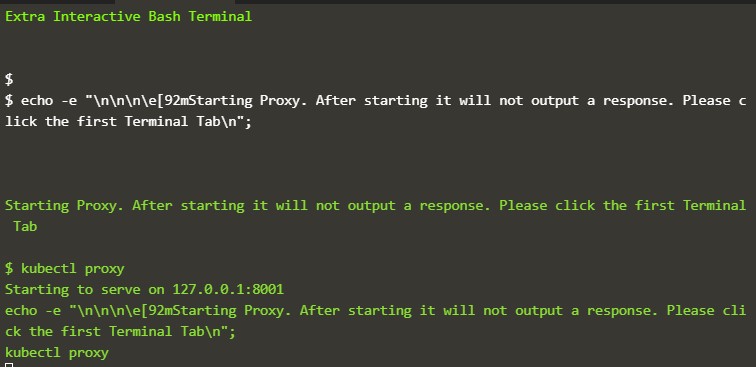 Extra Interactive Bash Terminal
$
$ echo -e "\n\n\n\e[92mStarting Proxy. After starting it will not output a response. Please c
lick the first Terminal Tab\n";
Starting Proxy. After starting it will not output a response. Please click the first Terminal
Tab
$ kubectl proxy
Starting to serve on 127.0.0.1:8001
echo -e "\n\n\n\e[92mStarting Proxy. After starting it will not output a response. Please cli
ck the first Terminal Tab\n";
kubectl proxy